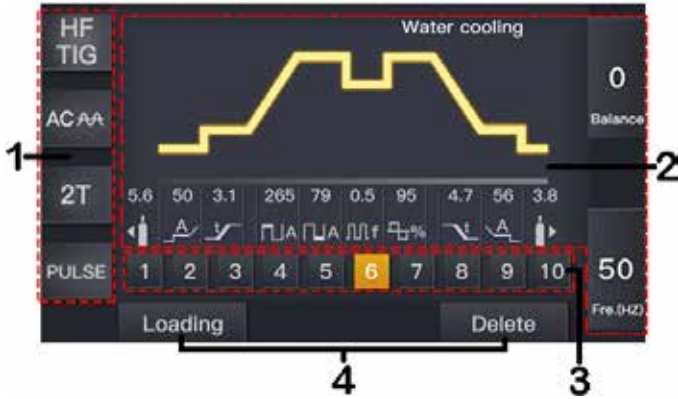 HF
TIG
Water cooling
0
Balance
AC
1
2
2T
5.6 50 3.1 265 79 0.5 95 4.7 56 3.8
A t A A f % t A
PULSE
1 2 3 4 5 6 7 8 9 10
50
Fre.(HZ)
Loading
Delete
4
3